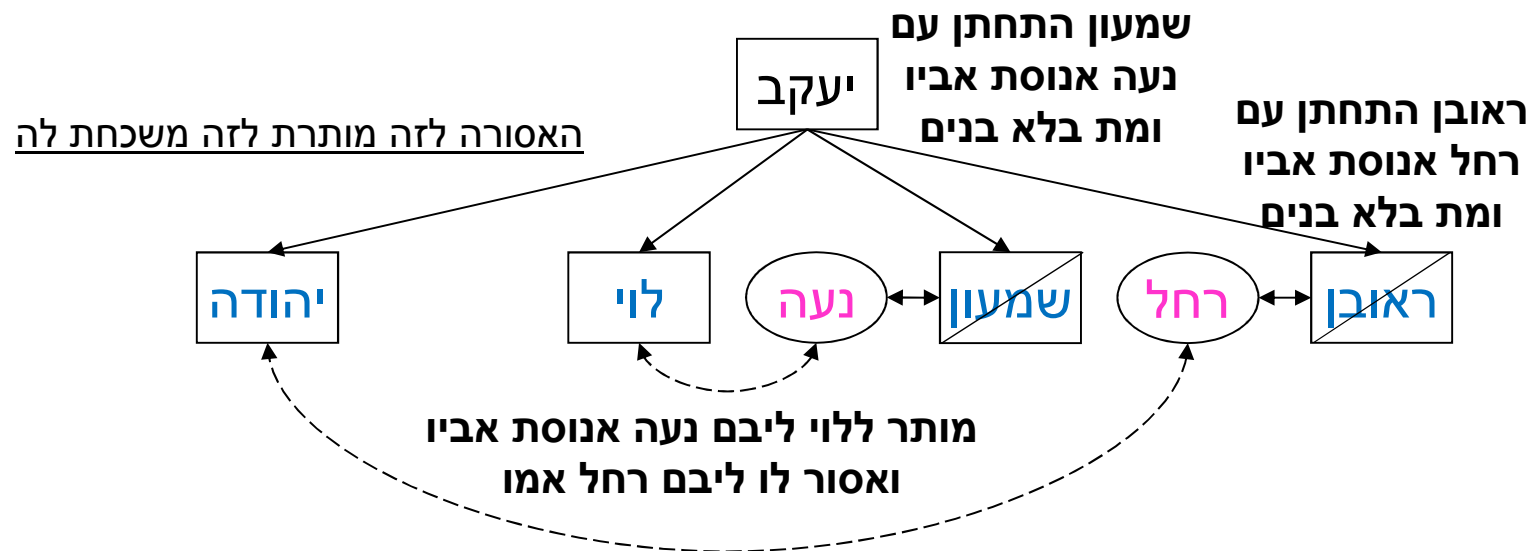 שמעון התחתן עם
נעה אנוסת אביו
ומת בלא בנים
יעקב
ראובן התחתן עם
רחל אנוסת אביו
ומת בלא בנים
האסורה לזה מותרת לזה משכחת לה
ראובן
רחל
שמעון
נעה
לוי
יהודה
מותר ללוי ליבם נעה אנוסת אביו
ואסור לו ליבם רחל אמו